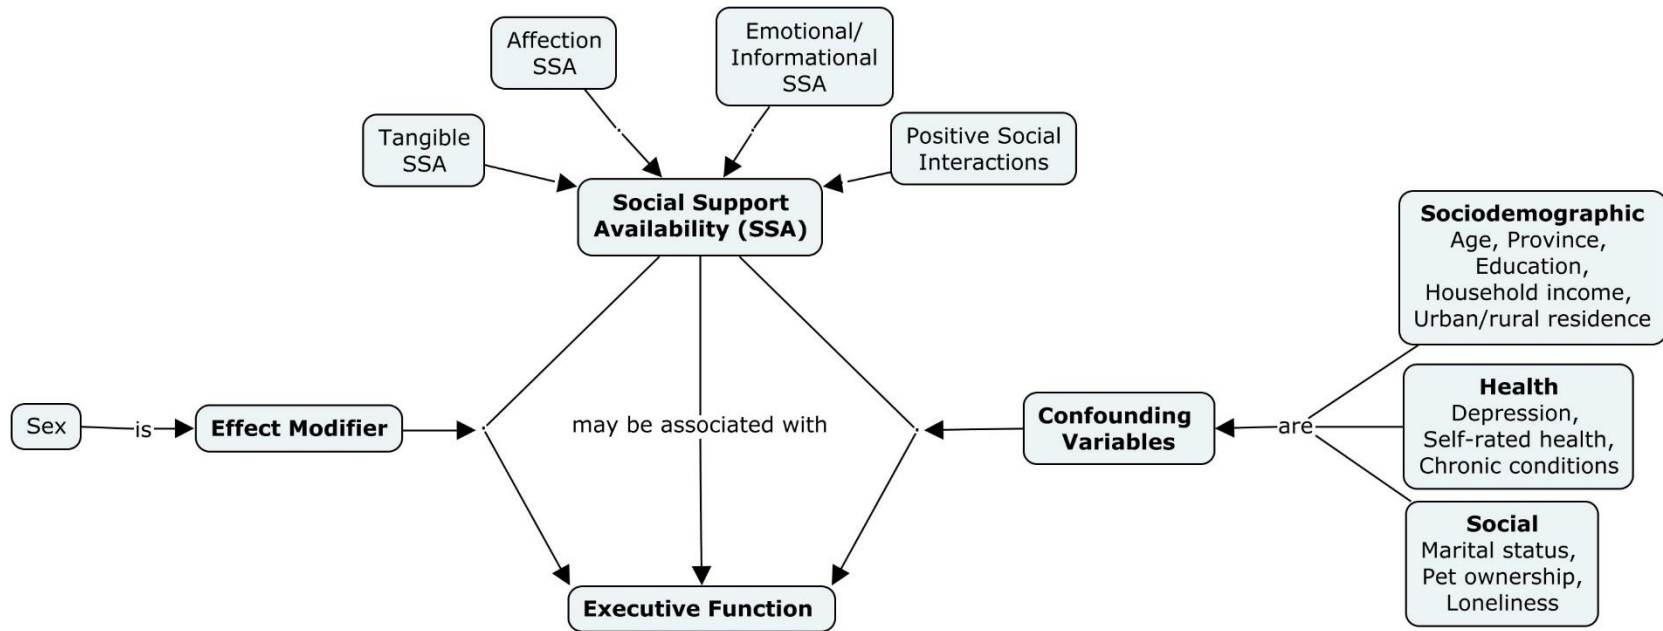 Affection
SSA
Emotional/
Informational
SSA
Tangible
SSA
Positive Social
Interactions
Social Support
Availability (SSA)
Sociodemographic
Age, Province,
Education,
Household income,
Urban/rural residence
Sex
is
Effect Modifier
may be associated with
Confounding
Variables
are
Health
Depression,
Self-rated health,
Chronic conditions
Social
Marital status,
Pet ownership,
Loneliness
Executive Function